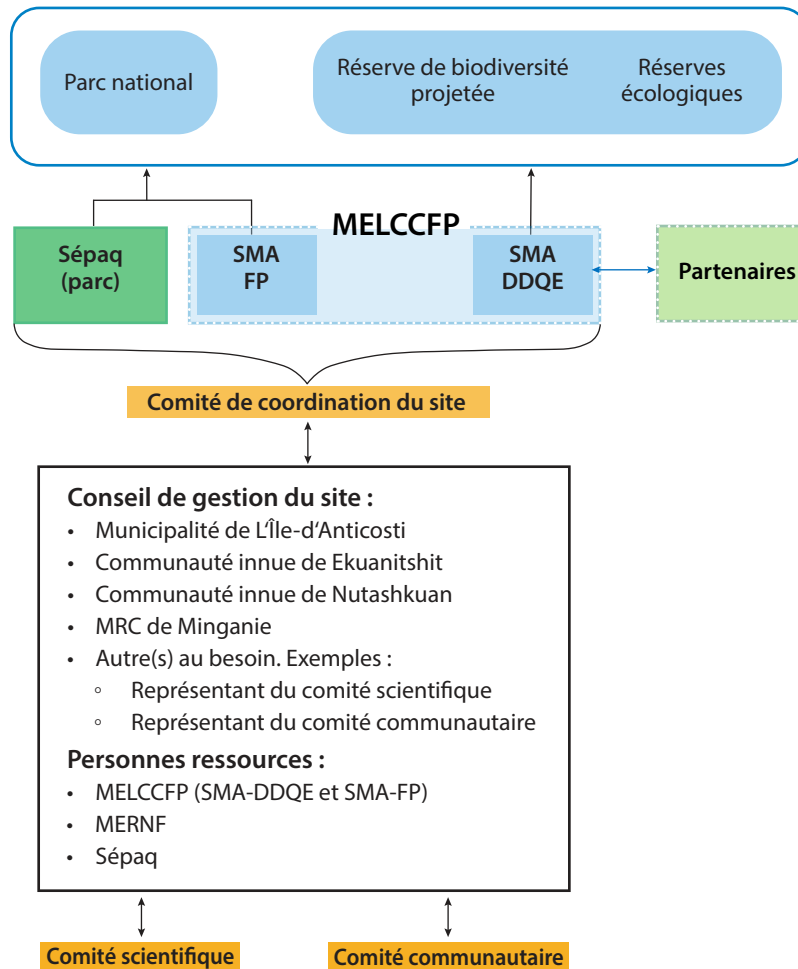 Parc national
Réserve de biodiversité
projetée
Réserves
écologiques
MELCCFP
Sépaq
(parc)
SMA
FP
SMA
DDQE
Partenaires
Comité de coordination du site
Conseil de gestion du site :
• Municipalité de L'Île-d'Anticosti
• Communauté innue de Ekuanitshit
• Communauté innue de Nutashkuan
• MRC de Minganie
• Autre(s) au besoin. Exemples :
◦ Représentant du comité scientifique
◦ Représentant du comité communautaire
Personnes ressources :
• MELCCFP (SMA-DDQE et SMA-FP)
• MERNF
• Sépaq
Comité scientifique
Comité communautaire